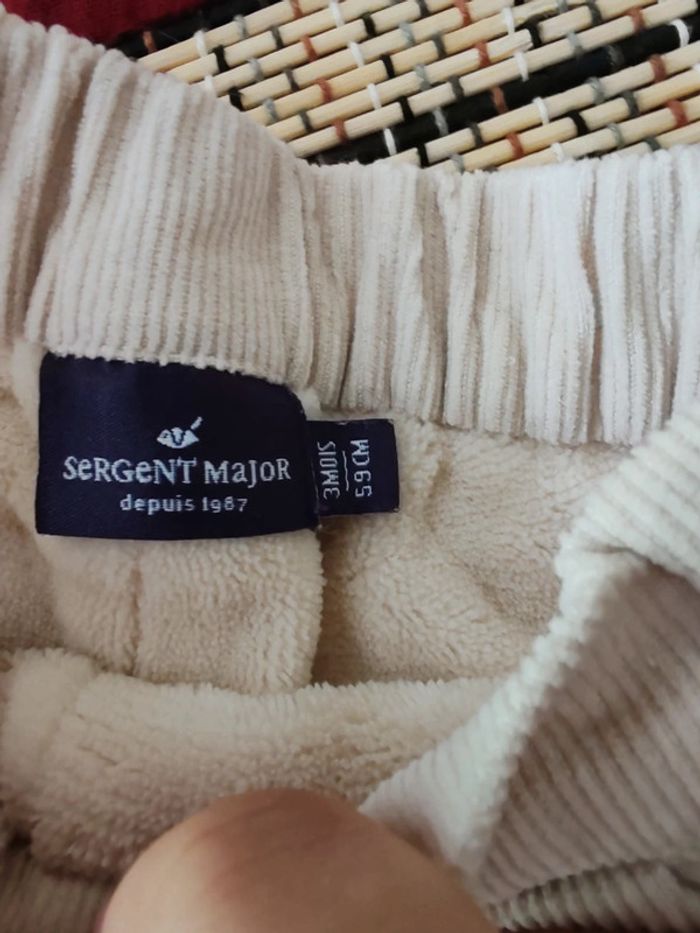 SeRGeNT MaJoR
depuis 1987
3MOIS
59CM